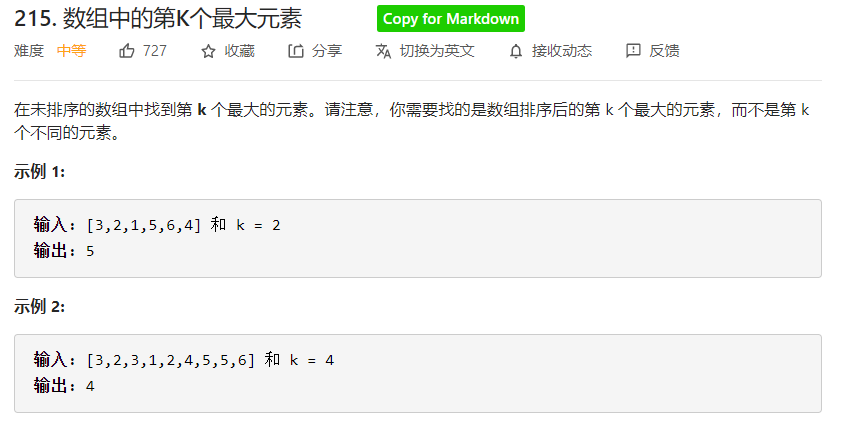 215. 数组中的第K个最大元素 Copy for Markdown
难度 中等 727 收藏 分享 切换为英文 接收动态 反馈
在未排序的数组中找到第 k 个最大的元素。请注意，你需要找的是数组排序后的第 k 个最大的元素，而不是第 k
个不同的元素。
示例 1:
输入: [3,2,1,5,6,4] 和 k = 2
输出: 5
示例 2:
输入: [3,2,3,1,2,4,5,5,6] 和 k = 4
输出: 4